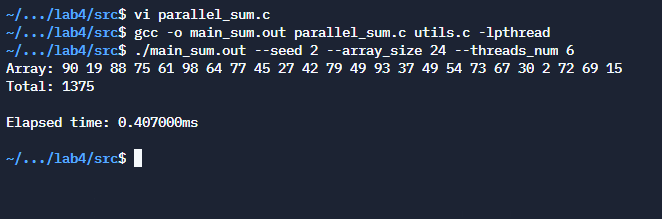 ~/.../lab4/src$ vi parallel_sum.c
~/.../lab4/src$ gcc -o main_sum.out parallel_sum.c utils.c -lpthread
~/.../lab4/src$ ./main_sum.out --seed 2 --array_size 24 --threads_num 6
Array: 90 19 88 75 61 98 64 77 45 27 42 79 49 93 37 49 54 73 67 30 2 72 69 15
Total: 1375
Elapsed time: 0.407000ms
~/.../lab4/src$